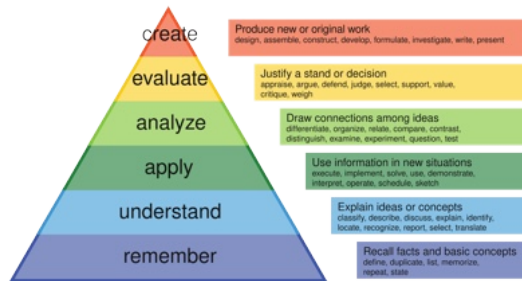 create
Produce new or original work
design, assemble, construct, develop, formulate, investigate, write, present
evaluate
Justify a stand or decision
appraise, argue, defend, judge, select, support, value,
critique, weigh
analyze
Draw connections among ideas
differentiate, organize, relate, compare, contrast,
distinguish, examine, experiment, question, test
apply
Use information in new situations
execute, implement, solve, use, demonstrate,
interpret, operate, schedule, sketch
understand
Explain ideas or concepts
classify, describe, discuss, explain, identify,
locate, recognize, report, select, translate
remember
Recall facts and basic concepts
define, duplicate, list, memorize,
repeat, state